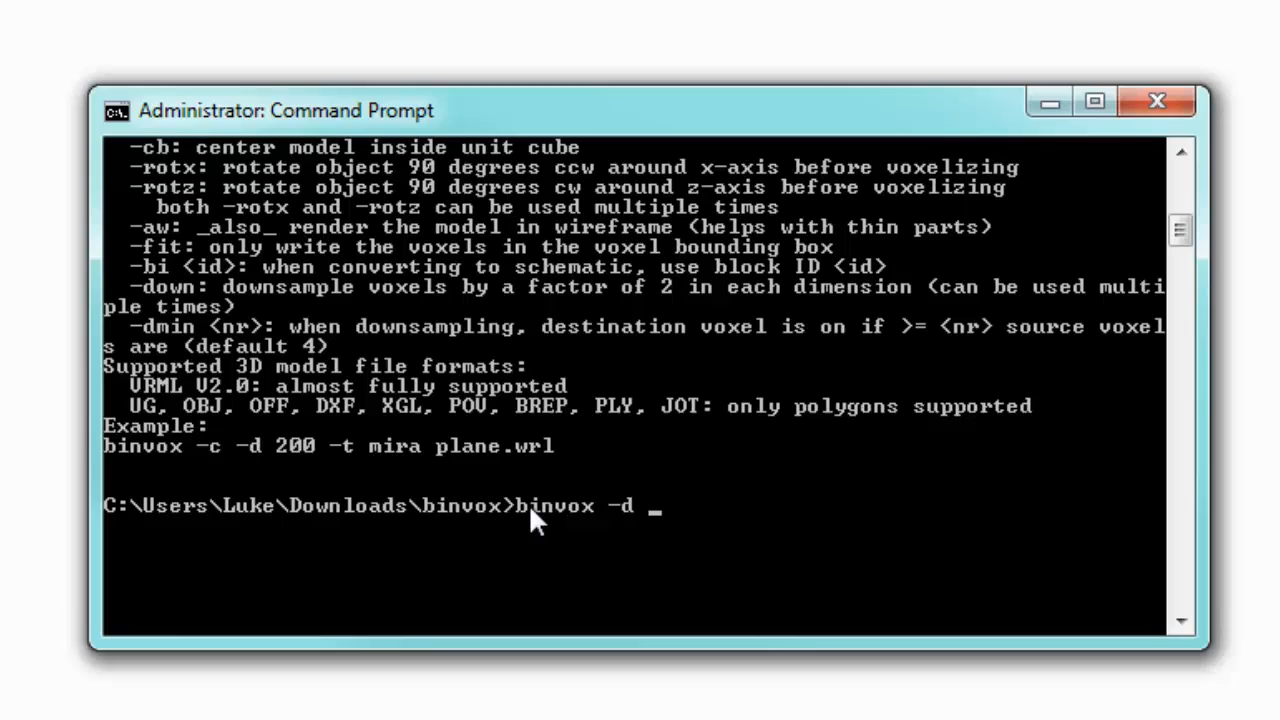 Administrator: Command Prompt
-cb: center model inside unit cube
-rotx: rotate object 90 degrees ccw around x-axis before voxelizing
-rotz: rotate object 90 degrees cw around z-axis before voxelizing
both -rotx and -rotz can be used multiple times
-aw: _also_ render the model in wireframe (helps with thin parts)
-fit: only write the voxels in the voxel bounding box
-bi <id>: when converting to schematic, use block ID <id>
-down: downsample voxels by a factor of 2 in each dimension (can be used multi
ple times)
-dmin <nr>: when downsampling, destination voxel is on if >= <nr> source voxel
s are (default 4)
Supported 3D model file formats:
VRML V2.0: almost fully supported
UG, OBJ, OFF, DXF, XGL, POV, BREP, PLY, JOT: only polygons supported
Example:
binvox -c -d 200 -t mira plane.wrl
C:\Users\Luke\Downloads\binvox>binvox -d _